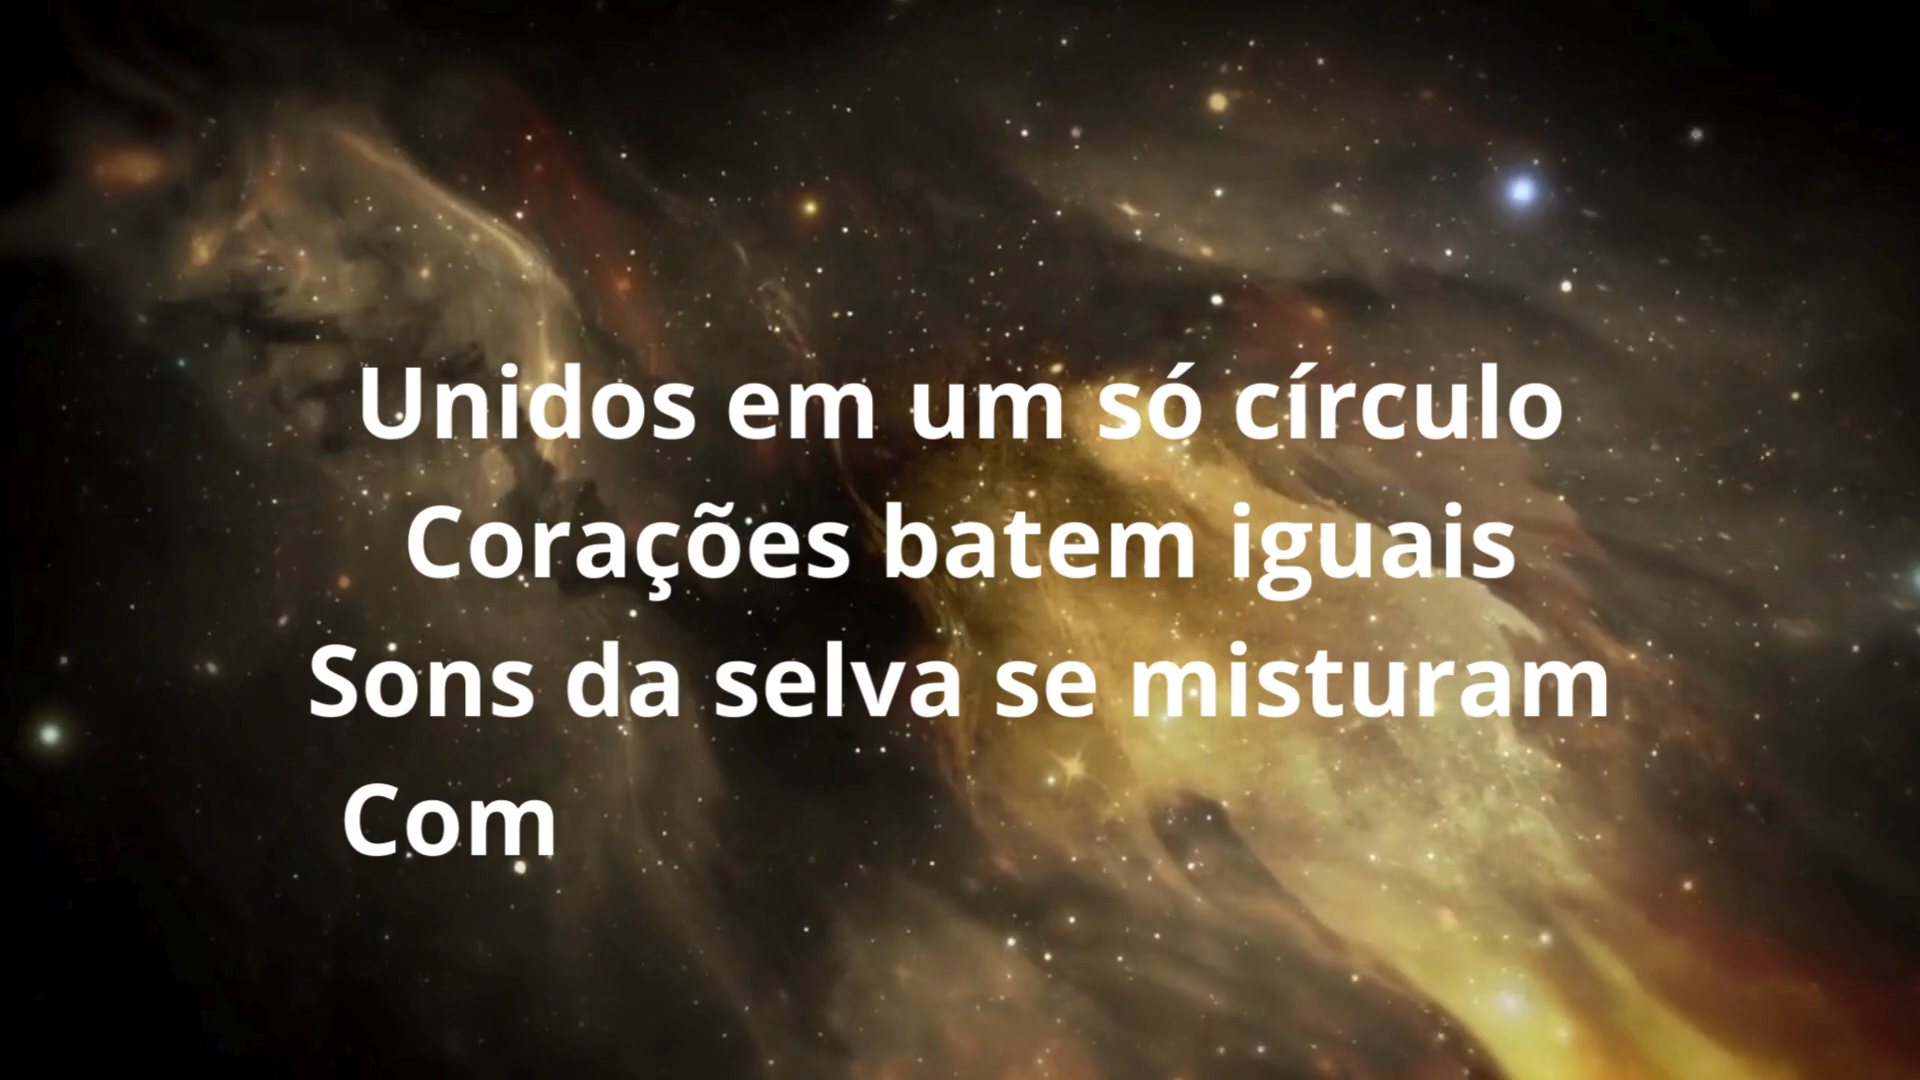 Unidos em um só círculo
Corações batem iguais
Sons da selva se misturam
Com